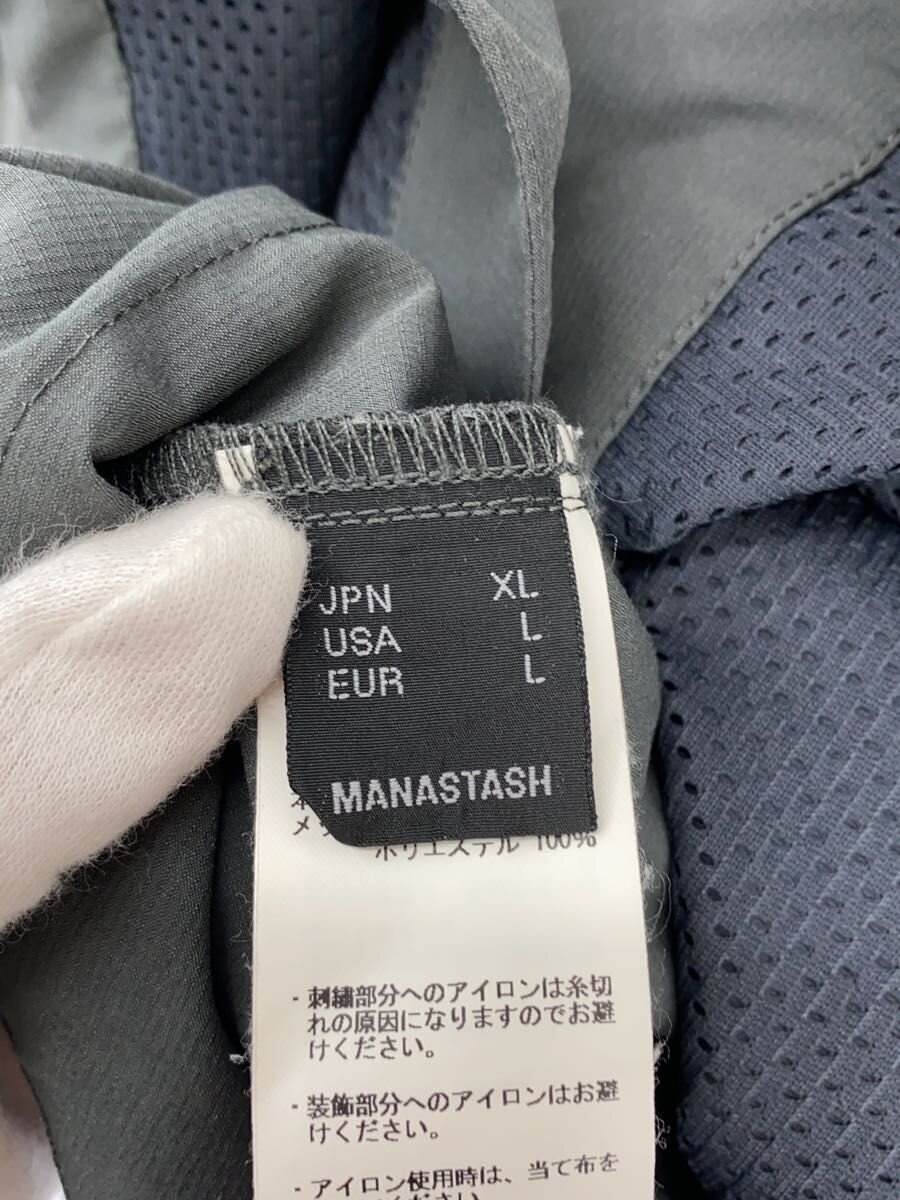 JPN XL
USA L
EUR L
MANASTASH
ポリエステル 100%
・刺繍部分へのアイロンは糸切
れの原因になりますのでお避
けください。
・装飾部分へのアイロンはお避
けください。
・アイロン使用時は、当て布を